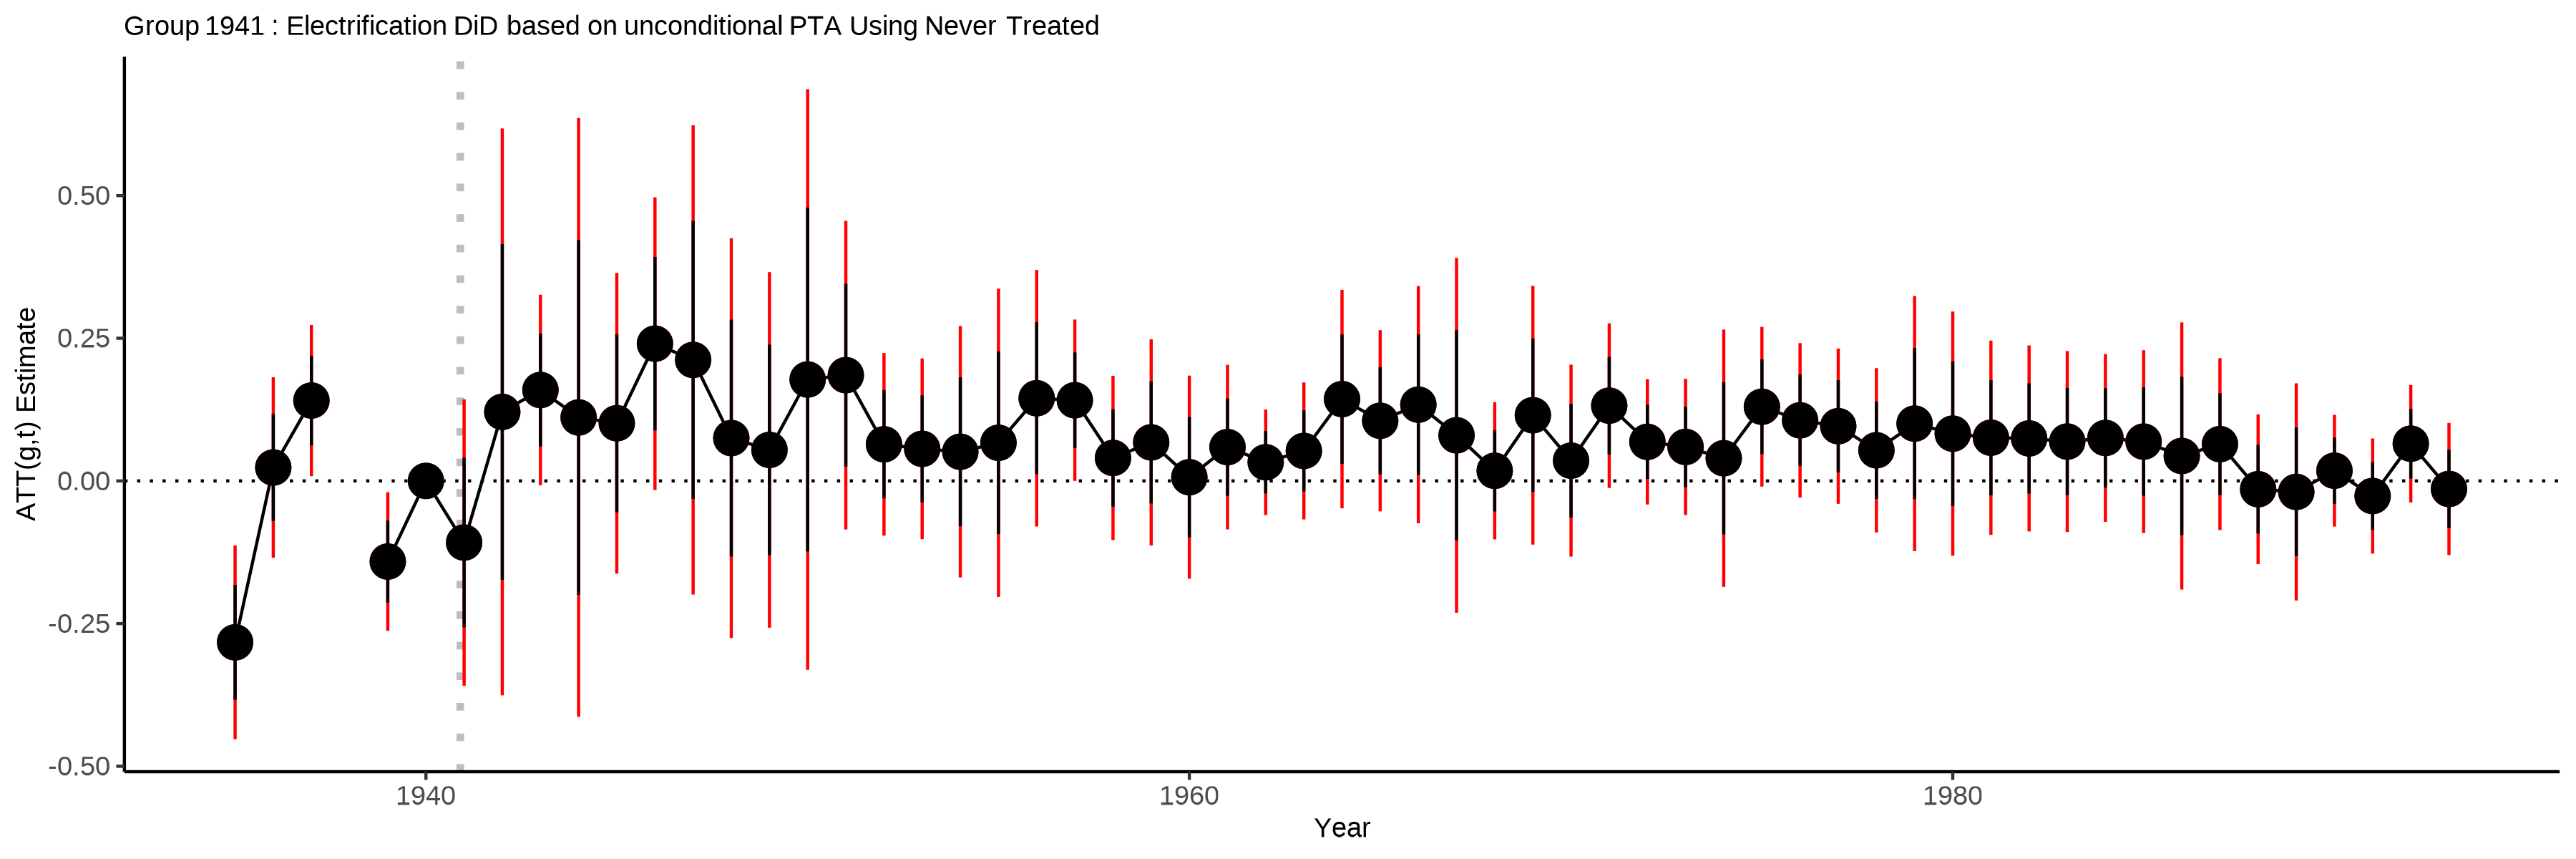 Group 1941 : Electrification DiD based on unconditional PTA Using Never Treated
ATT(g,t) Estimate
0.50
0.25
0.00
-0.25
-0.50
1940
1960
1980
Year